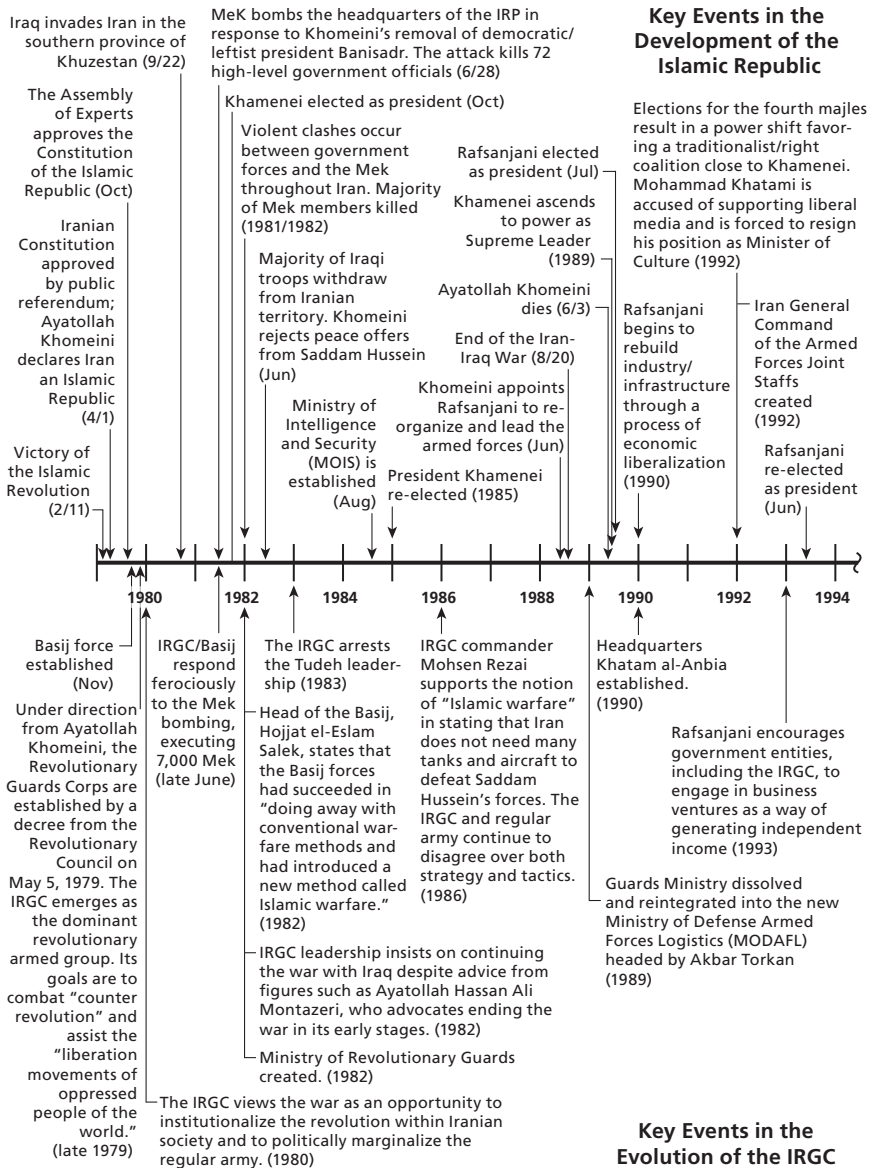 Key Events in the
Development of the
Islamic Republic
Iraq invades Iran in the
southern province of
Khuzestan (9/22)
MeK bombs the headquarters of the IRP in
response to Khomeini’s removal of democratic/
leftist president Banisadr. The attack kills 72
high-level government officials (6/28)
The Assembly
of Experts
approves the
Constitution
of the Islamic
Republic (Oct)
Khamenei elected as president (Oct)
Violent clashes occur
between government
forces and the Mek
throughout Iran. Majority
of Mek members killed
(1981/1982)
Rafsanjani elected
as president (Jul)
Elections for the fourth majles
result in a power shift favor-
ing a traditionalist/right
coalition close to Khamenei.
Mohammad Khatami is
accused of supporting liberal
media and is forced to resign
his position as Minister of
Culture (1992)
Khamenei ascends
to power as
Supreme Leader
(1989)
Iranian
Constitution
approved
by public
referendum;
Ayatollah
Khomeini
declares Iran
an Islamic
Republic
(4/1)
Majority of Iraqi
troops withdraw
from Iranian
territory. Khomeini
rejects peace offers
from Saddam Hussein
(Jun)
Ayatollah Khomeini
dies (6/3)
Rafsanjani
begins to
rebuild
industry/
infrastructure
through a
process of
economic
liberalization
(1990)
Iran General
Command
of the Armed
Forces Joint
Staffs
created
(1992)
End of the Iran-
Iraq War (8/20)
Khomeini appoints
Rafsanjani to re-
organize and lead the
armed forces (Jun)
Ministry of
Intelligence
and Security
(MOIS) is
established
(Aug)
Victory of
the Islamic
Revolution
(2/11)
President Khamenei
re-elected (1985)
Rafsanjani
re-elected
as president
(Jun)
1980 1982 1984 1986 1988 1990 1992 1994
Basij force
established
(Nov)
IRGC/Basij
respond
ferociously
to the Mek
bombing,
executing
7,000 Mek
(late June)
The IRGC arrests
the Tudeh leader-
ship (1983)
IRGC commander
Mohsen Rezai
supports the notion
of “Islamic warfare”
in stating that Iran
does not need many
tanks and aircraft to
defeat Saddam
Hussein’s forces. The
IRGC and regular
army continue to
disagree over both
strategy and tactics.
(1986)
Headquarters
Khatam al-Anbia
established.
(1990)
Under direction
from Ayatollah
Khomeini, the
Revolutionary
Guards Corps are
established by a
decree from the
Revolutionary
Council on
May 5, 1979. The
IRGC emerges as
the dominant
revolutionary
armed group. Its
goals are to
combat “counter
revolution” and
assist the
“liberation
movements of
oppressed
people of the
world.”
(late 1979)
Head of the Basij,
Hojjat el-Eslam
Salek, states that
the Basij forces
had succeeded in
“doing away with
conventional war-
fare methods and
had introduced a
new method called
Islamic warfare.”
(1982)
Rafsanjani encourages
government entities,
including the IRGC, to
engage in business
ventures as a way of
generating independent
income (1993)
Guards Ministry dissolved
and reintegrated into the new
Ministry of Defense Armed
Forces Logistics (MODAFL)
headed by Akbar Torkan
(1989)
IRGC leadership insists on continuing
the war with Iraq despite advice from
figures such as Ayatollah Hassan Ali
Montazeri, who advocates ending the
war in its early stages. (1982)
Ministry of Revolutionary Guards
created. (1982)
The IRGC views the war as an opportunity to
institutionalize the revolution within Iranian
society and to politically marginalize the
regular army. (1980)
Key Events in the
Evolution of the IRGC